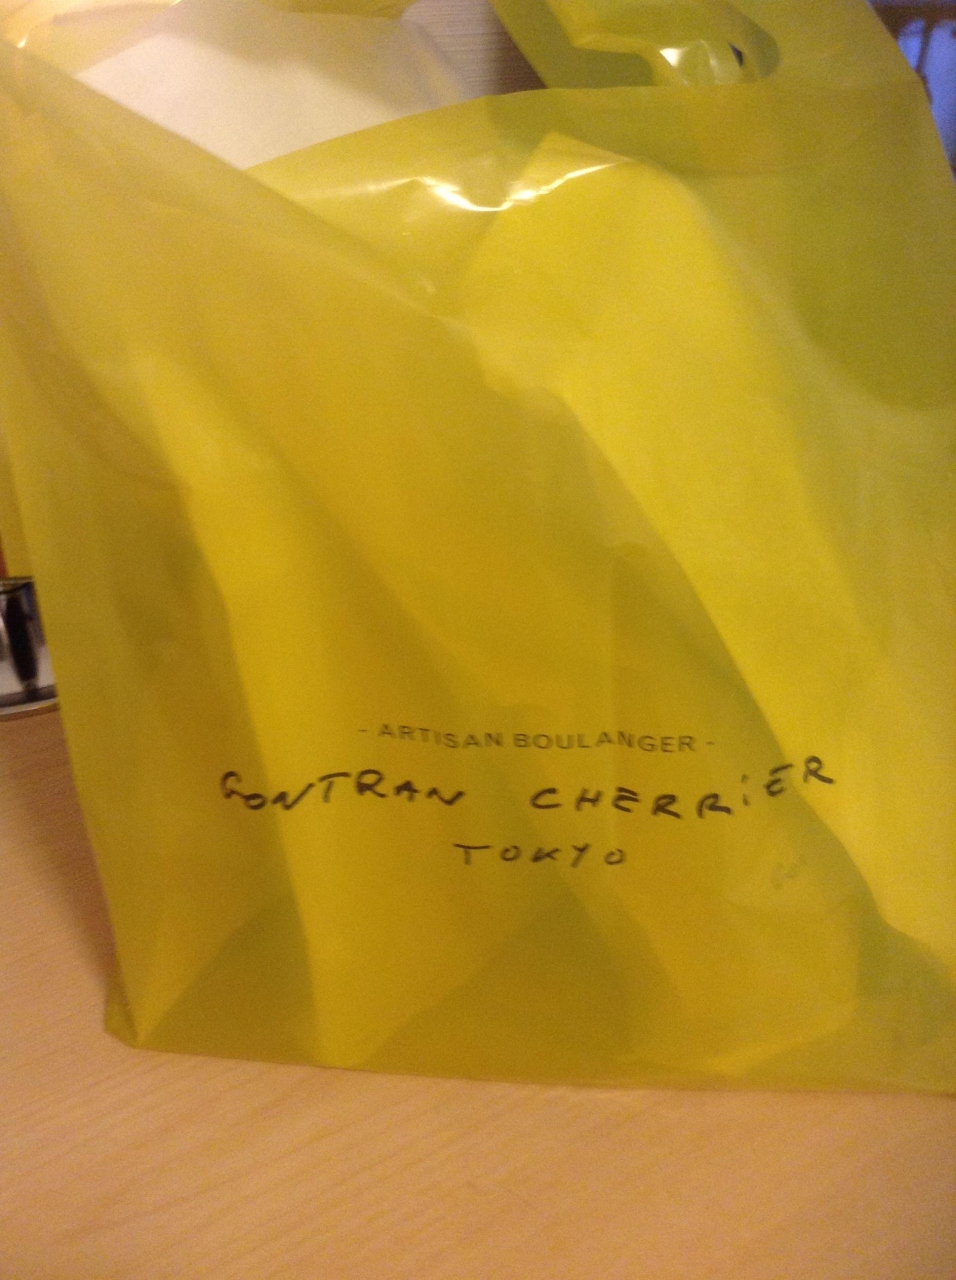 - ARTISAN BOULANGER -
GONTRAN CHERRiER
TOKYO